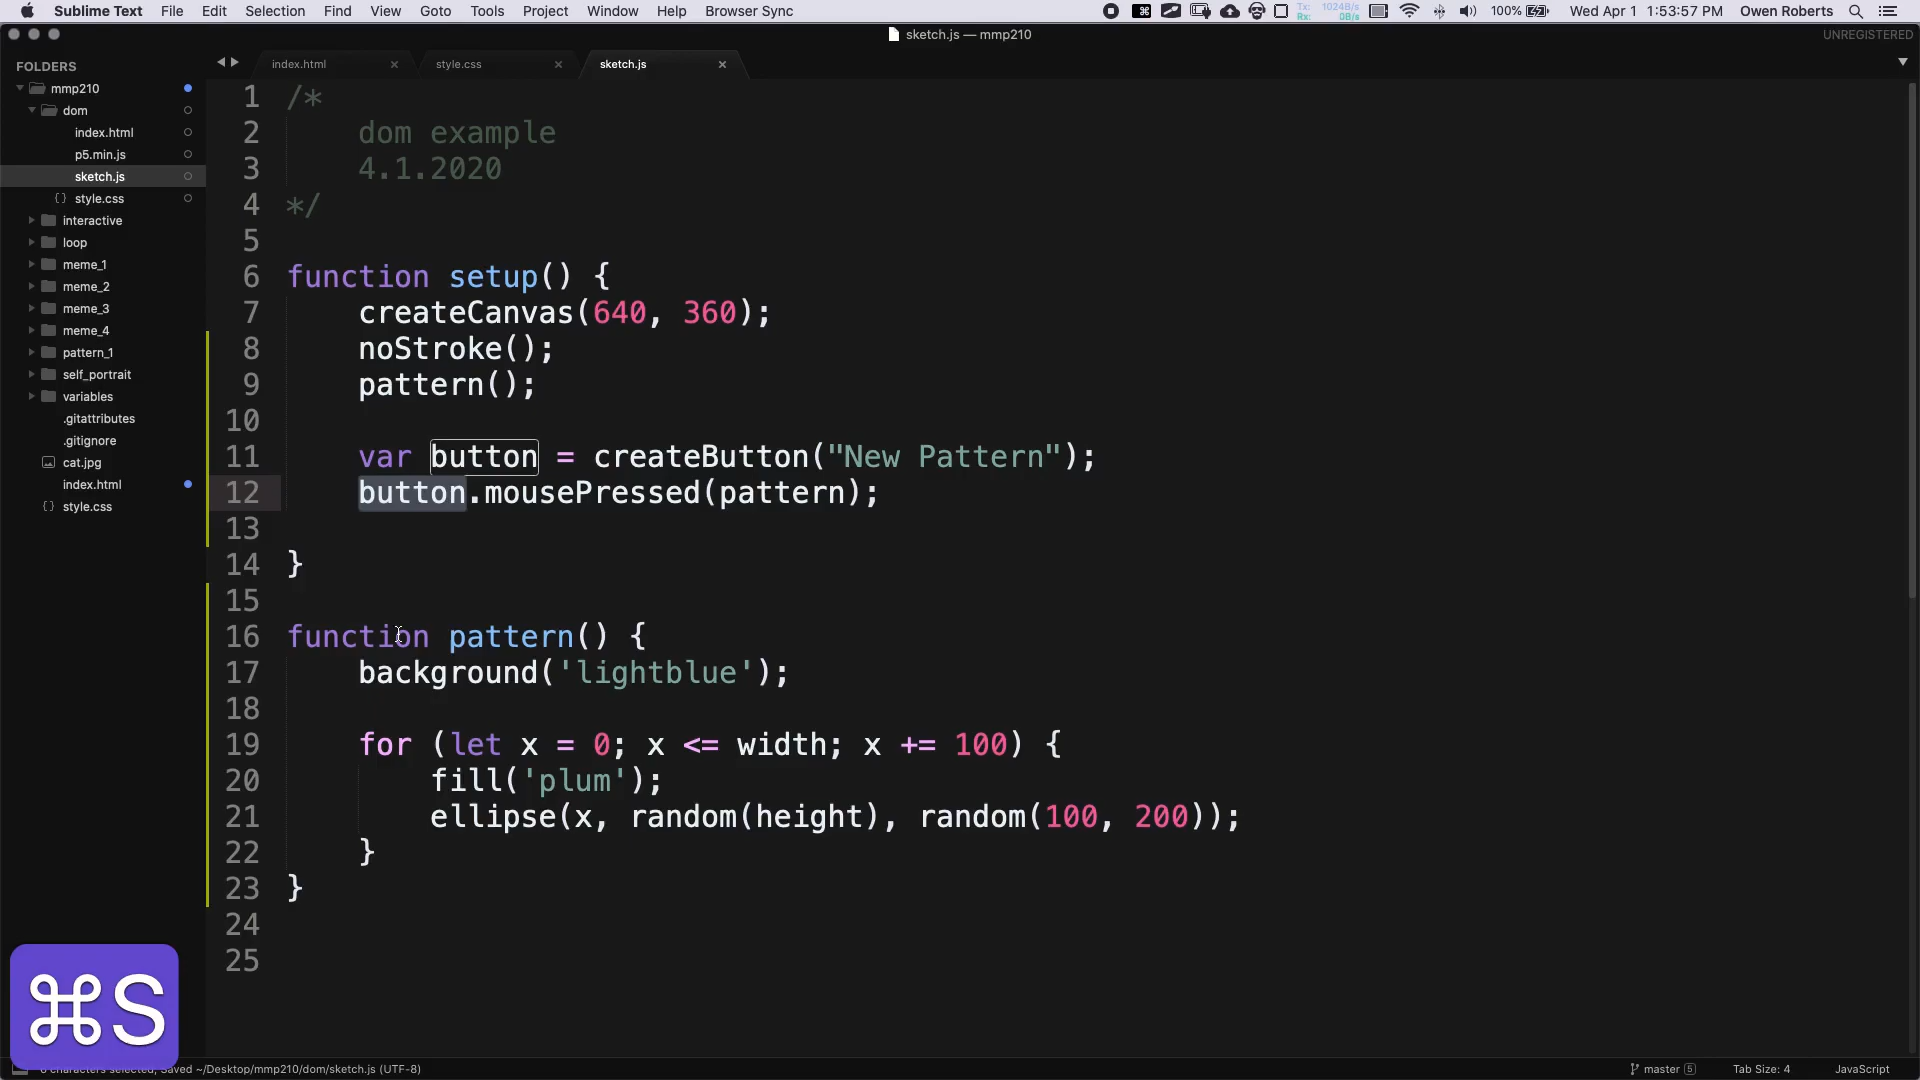 Sublime Text File Edit Selection Find View Goto Tools Project Window Help Browser Sync
Tx: 1024B/s
Rx: 0B/s
100% Wed Apr 1 1:53:57 PM Owen Roberts
sketch.js — mmp210
UNREGISTERED
FOLDERS
mmp210
dom
index.html
p5.min.js
sketch.js
{} style.css
interactive
loop
meme_1
meme_2
meme_3
meme_4
pattern_1
self_portrait
variables
.gitattributes
.gitignore
cat.jpg
index.html
{} style.css
index.html × style.css × sketch.js ×
1 /*
2 dom example
3 4.1.2020
4 */
5
6 function setup() {
7 createCanvas(640, 360);
8 noStroke();
9 pattern();
10
11 var button = createButton("New Pattern");
12 button.mousePressed(pattern);
13
14 }
15
16 function pattern() {
17 background('lightblue');
18
19 for (let x = 0; x <= width; x += 100) {
20 fill('plum');
21 ellipse(x, random(height), random(100, 200));
22 }
23 }
24
25
⌘S
characters selected, Saved ~/Desktop/mmp210/dom/sketch.js (UTF-8)
master 5 Tab Size: 4 JavaScript